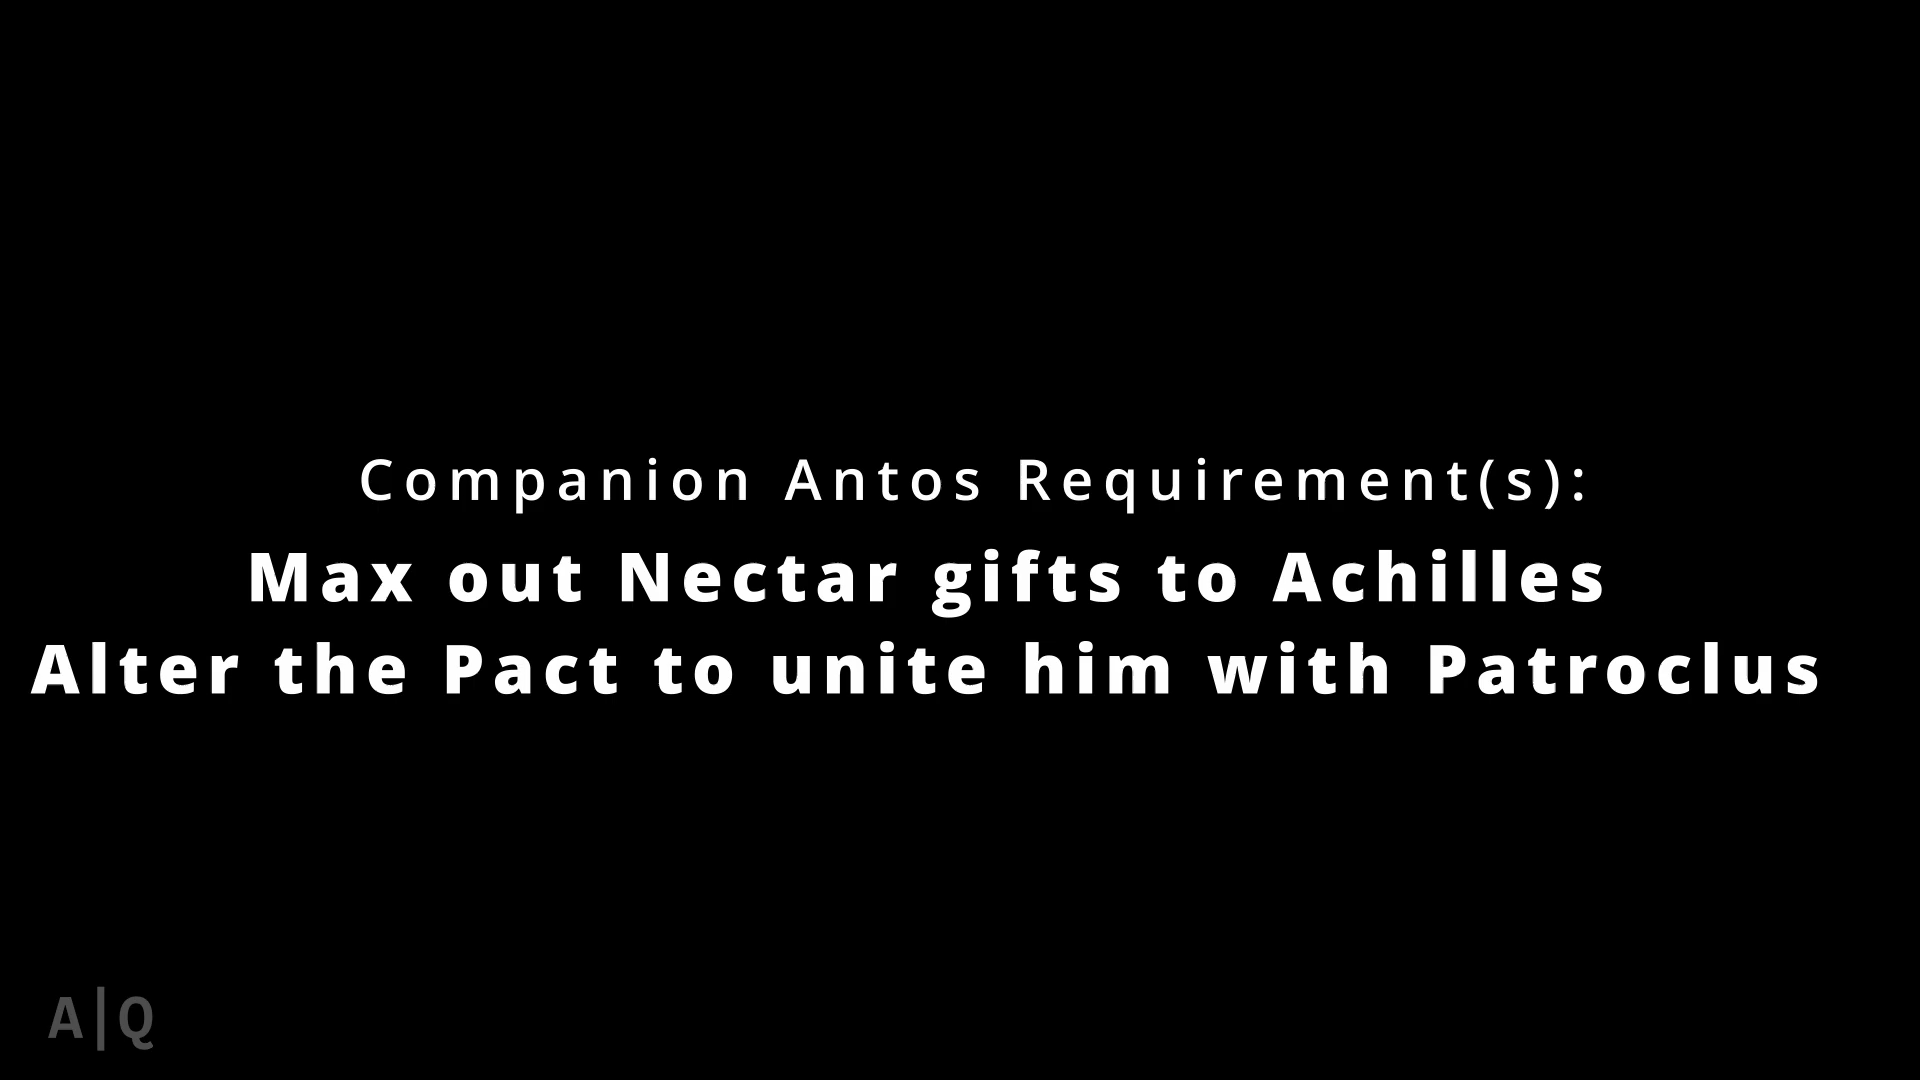 Companion Antos Requirement(s):
Max out Nectar gifts to Achilles
Alter the Pact to unite him with Patroclus
A|Q